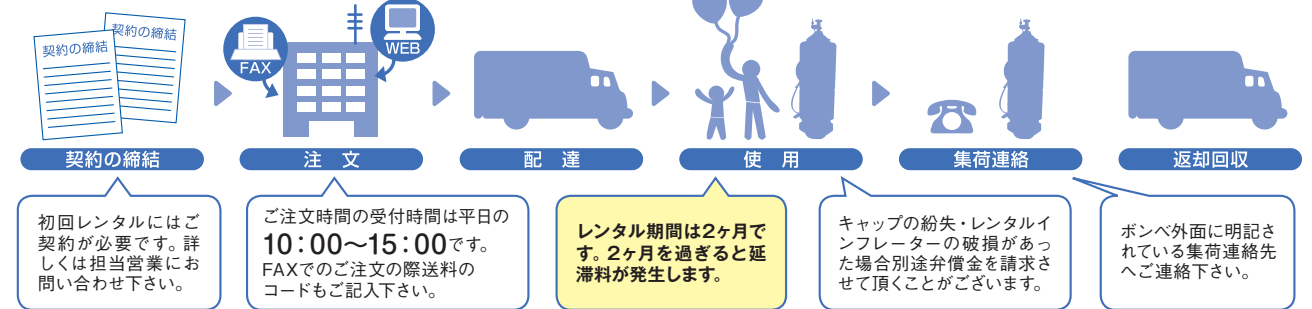 契約の締結
契約の締結
FAX
WEB
契約の締結
注 文
配 達
使 用
集荷連絡
返却回収
初回レンタルにはご
契約が必要です。詳
しくは担当営業にお
問い合わせ下さい。
ご注文時間の受付時間は平日の
10:00〜15:00です。
FAXでのご注文の際送料の
コードもご記入下さい。
レンタル期間は2ヶ月で
す。2ヶ月を過ぎると延
滞料が発生します。
キャップの紛失・レンタルイ
ンフレーターの破損があっ
た場合別途弁償金を請求さ
せて頂くことがございます。
ボンベ外面に明記さ
れている集荷連絡先
へご連絡下さい。